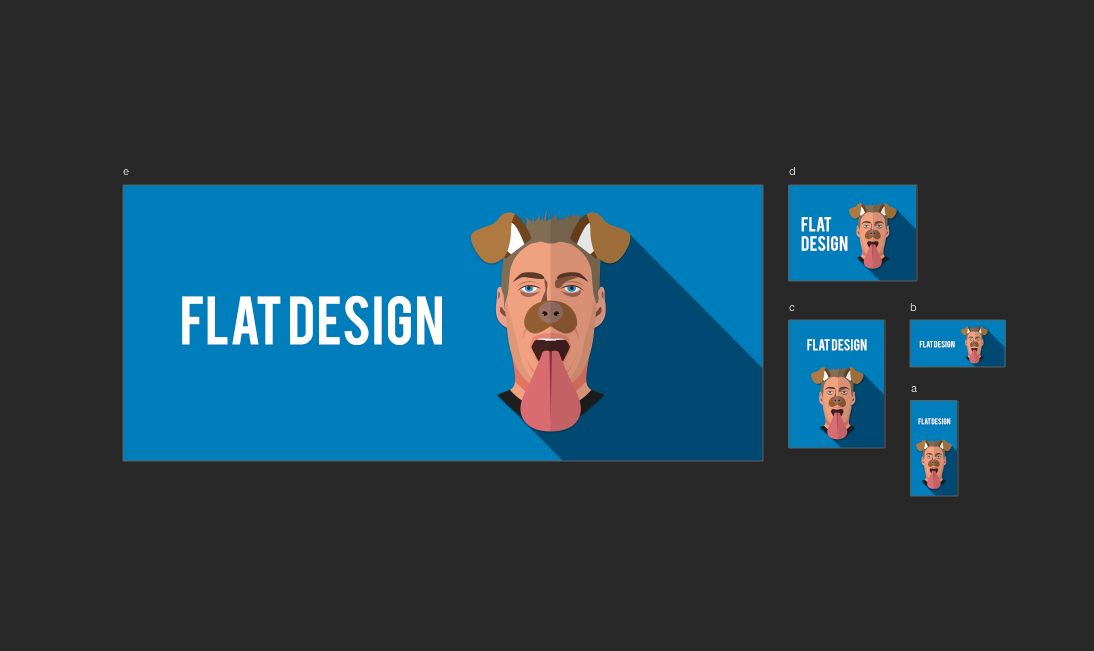 e
FLAT DESIGN
d
FLAT
DESIGN
c
FLAT DESIGN
b
FLAT DESIGN
a
FLAT DESIGN